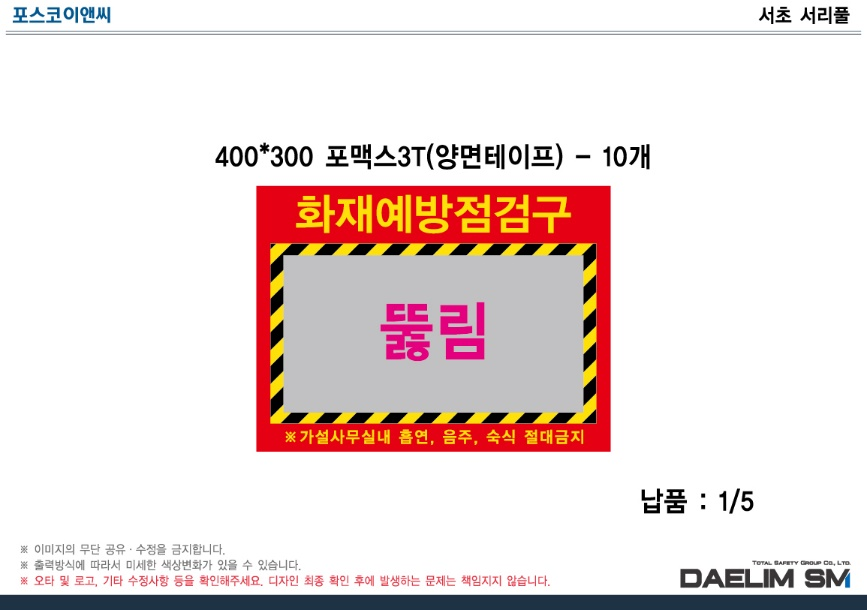 포스코이앤씨
서초 서리풀
400*300 포맥스3T(양면테이프) - 10개
화재예방점검구
뚫림
※가설사무실내 흡연, 음주, 숙식 절대금지
납품 : 1/5
※ 이미지의 무단 공유·수정을 금지합니다.
※ 출력방식에 따라서 미세한 색상변화가 있을 수 있습니다.
※ 오타 및 로고, 기타 수정사항 등을 확인해주세요. 디자인 최종 확인 후에 발생하는 문제는 책임지지 않습니다.
TOTAL SAFETY GROUP CO., LTD.
DAELIM SM